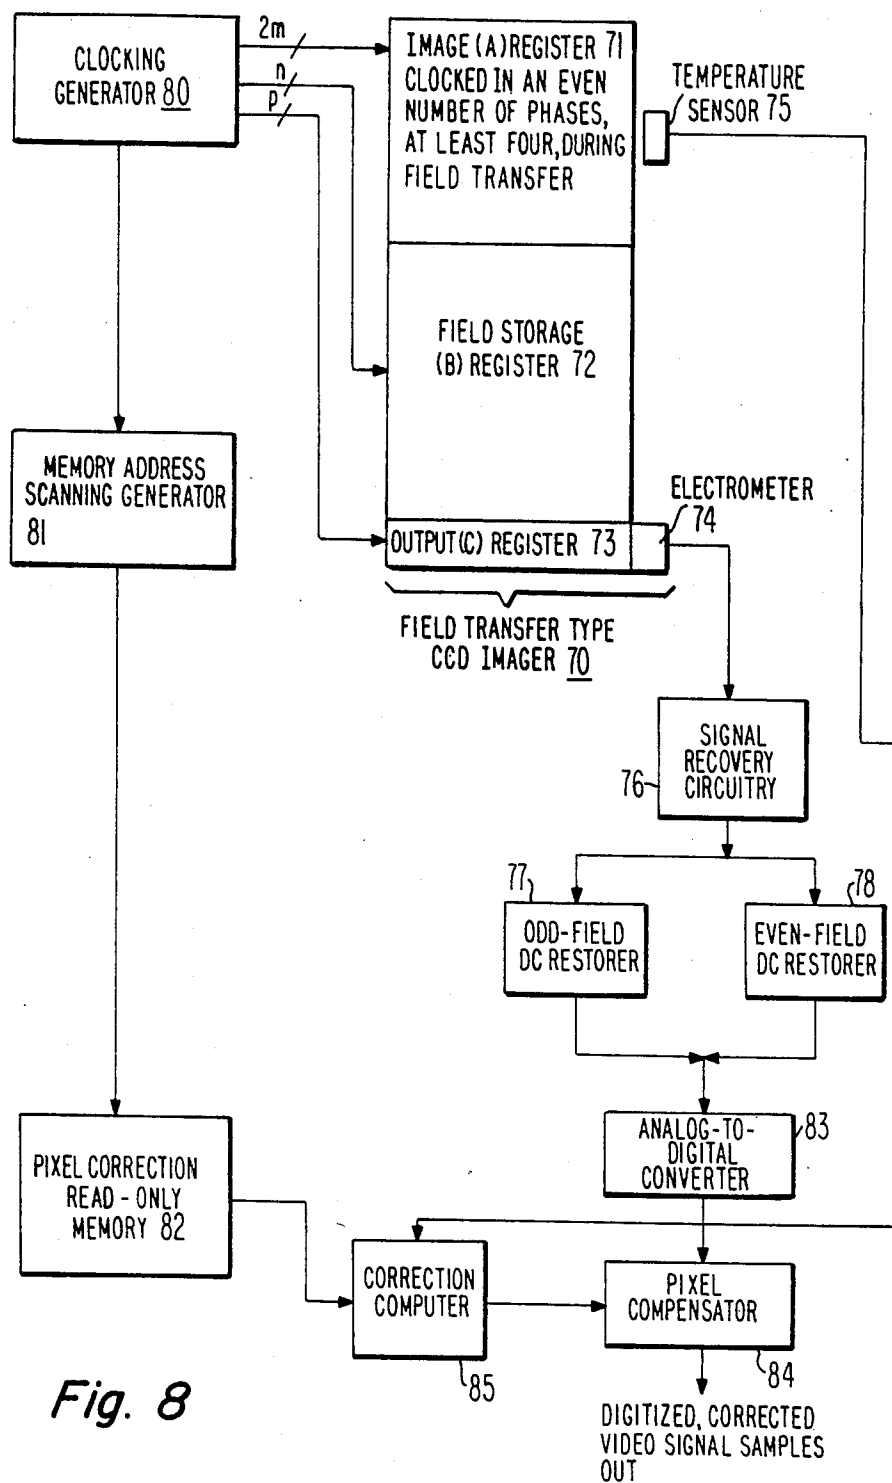 CLOCKING
GENERATOR 80
2m
n
p
IMAGE (A) REGISTER 71
CLOCKED IN AN EVEN
NUMBER OF PHASES,
AT LEAST FOUR, DURING
FIELD TRANSFER
TEMPERATURE
SENSOR 75
FIELD STORAGE
(B) REGISTER 72
MEMORY ADDRESS
SCANNING GENERATOR
81
ELECTROMETER
74
OUTPUT (C) REGISTER 73
FIELD TRANSFER TYPE
CCD IMAGER 70
SIGNAL
RECOVERY
CIRCUITRY
76
77
ODD-FIELD
DC RESTORER
78
EVEN-FIELD
DC RESTORER
ANALOG-TO-
DIGITAL
CONVERTER
83
PIXEL CORRECTION
READ-ONLY
MEMORY 82
CORRECTION
COMPUTER
85
PIXEL
COMPENSATOR
84
DIGITIZED, CORRECTED
VIDEO SIGNAL SAMPLES
OUT
Fig. 8